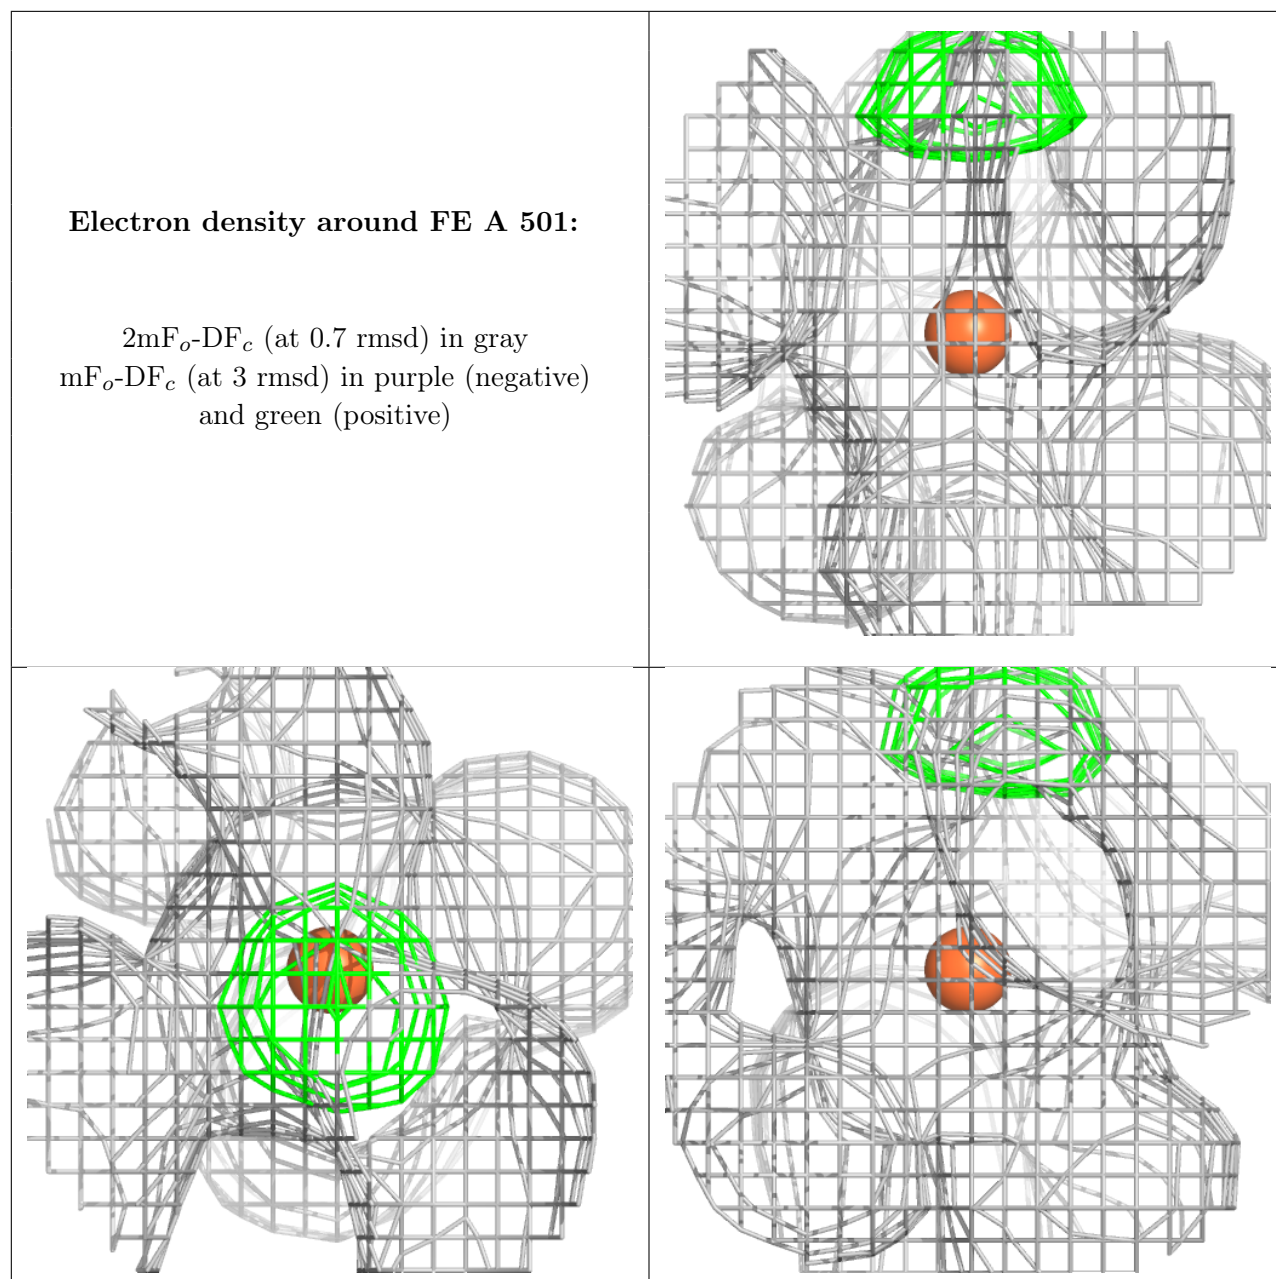 Electron density around FE A 501:
2mFo-DFc (at 0.7 rmsd) in gray
mFo-DFc (at 3 rmsd) in purple (negative)
and green (positive)